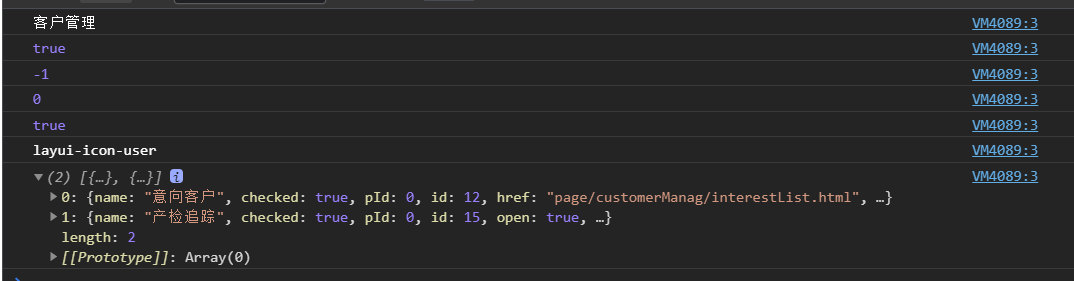 客户管理 VM4089:3
true VM4089:3
-1 VM4089:3
0 VM4089:3
true VM4089:3
layui-icon-user VM4089:3
(2) [{…}, {…}] i VM4089:3
0: {name: "意向客户", checked: true, pId: 0, id: 12, href: "page/customerManag/interestList.html", …}
1: {name: "产检追踪", checked: true, pId: 0, id: 15, open: true, …}
length: 2
[[Prototype]]: Array(0)